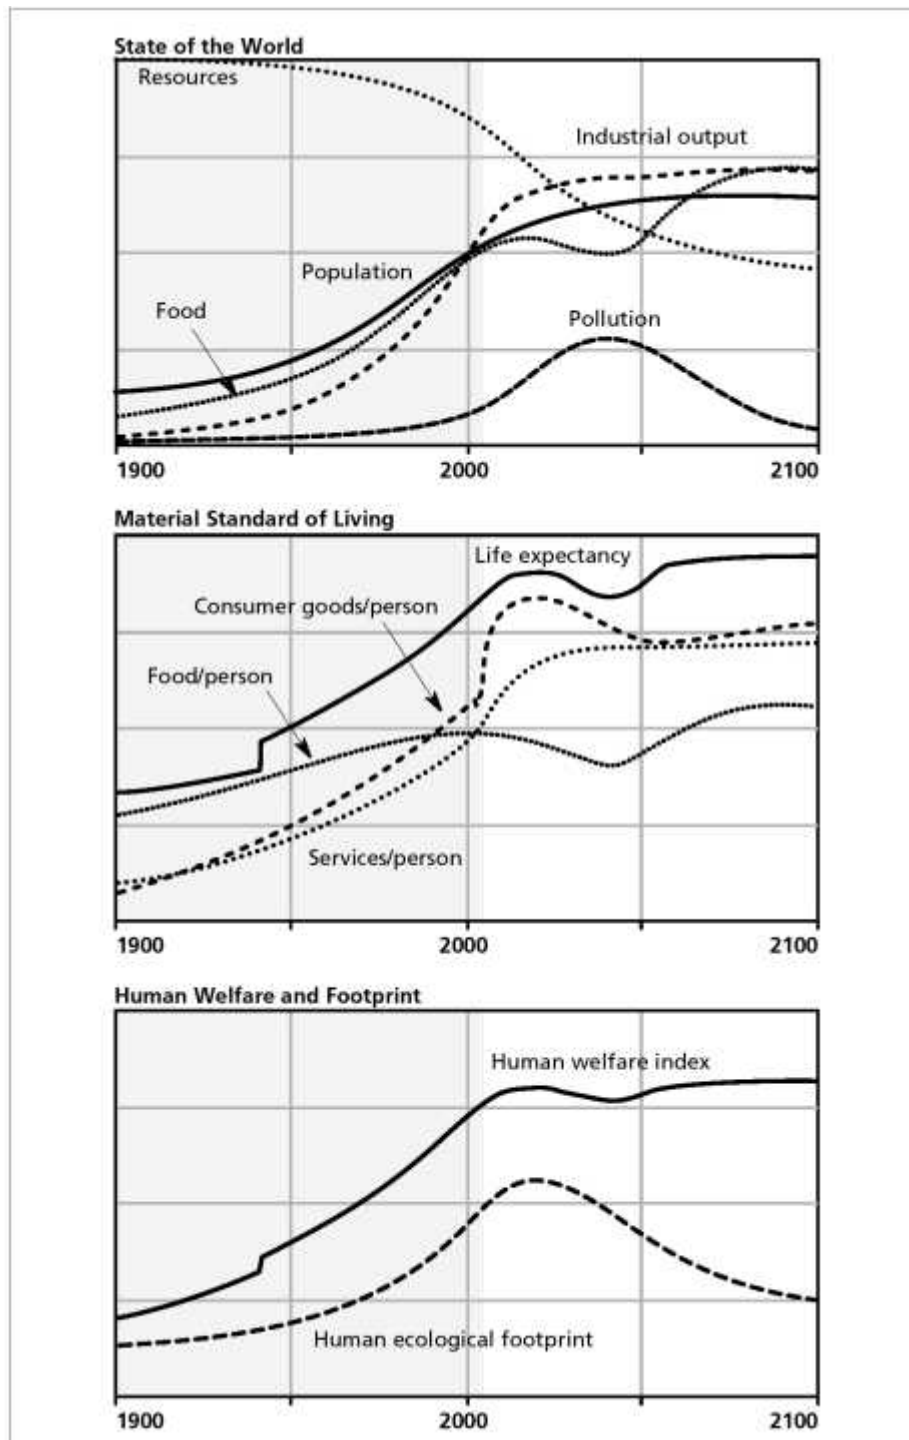 State of the World
Resources
Industrial output
Population
Food
Pollution
1900 2000 2100
Material Standard of Living
Life expectancy
Consumer goods/person
Food/person
Services/person
1900 2000 2100
Human Welfare and Footprint
Human welfare index
Human ecological footprint
1900 2000 2100